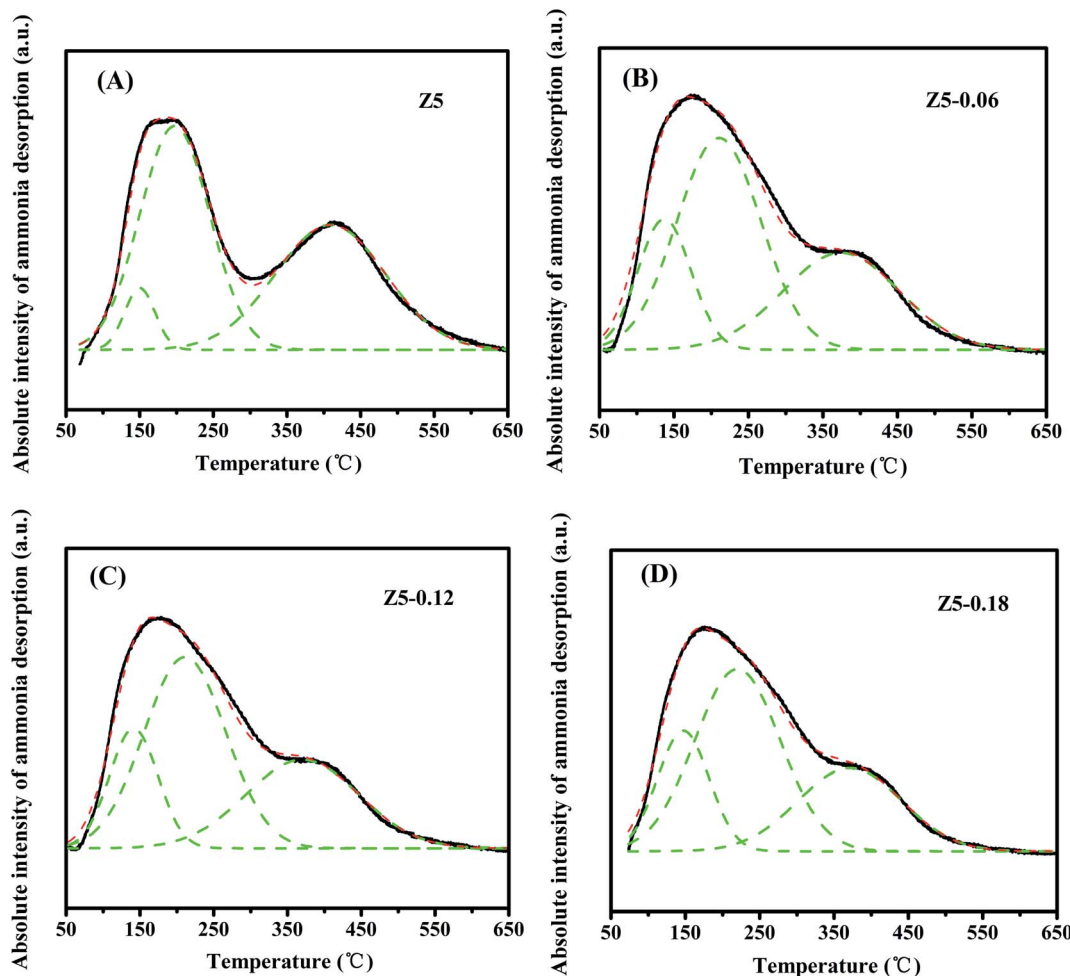 Absolute intensity of ammonia desorption (a.u.)
(A)
Z5
50 150 250 350 450 550 650
Temperature (℃)
Absolute intensity of ammonia desorption (a.u.)
(B)
Z5-0.06
50 150 250 350 450 550 650
Temperature (℃)
Absolute intensity of ammonia desorption (a.u.)
(C)
Z5-0.12
50 150 250 350 450 550 650
Temperature (℃)
Absolute intensity of ammonia desorption (a.u.)
(D)
Z5-0.18
50 150 250 350 450 550 650
Temperature (℃)